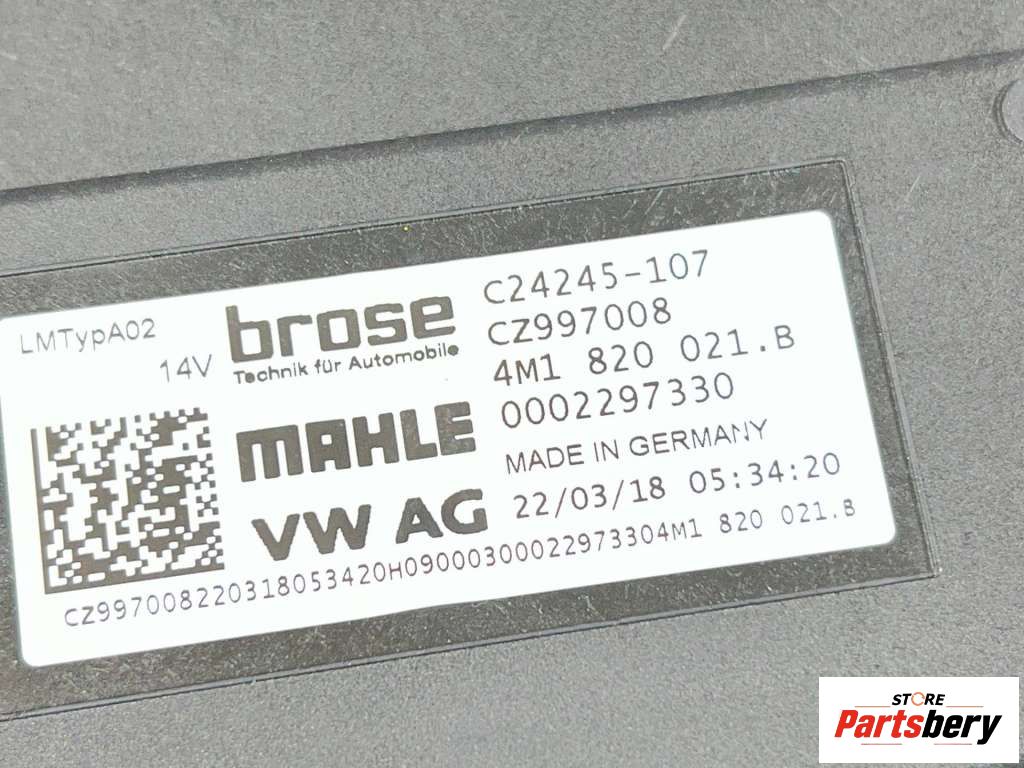 LMTypA02
14V
brose
Technik für Automobile
MAHLE
VW AG
C24245-107
CZ997008
4M1 820 021.B
0002297330
MADE IN GERMANY
22/03/18 05:34:20
CZ997008220318053420H09000300022973304M1 820 021.B
STORE
Partsbery